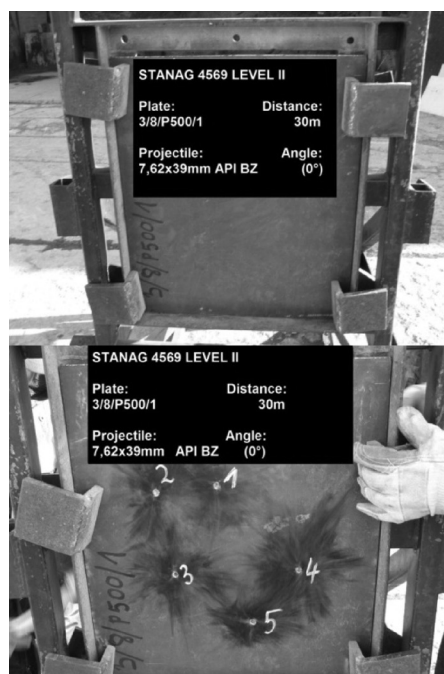 STANAG 4569 LEVEL II
Plate: Distance:
3/8/P500/1 30m
Projectile: Angle:
7,62x39mm API BZ (0°)
5/8/P500/1
STANAG 4569 LEVEL II
Plate: Distance:
3/8/P500/1 30m
Projectile: Angle:
7,62x39mm API BZ (0°)
2 1
3 4
5
5/8/P500/1